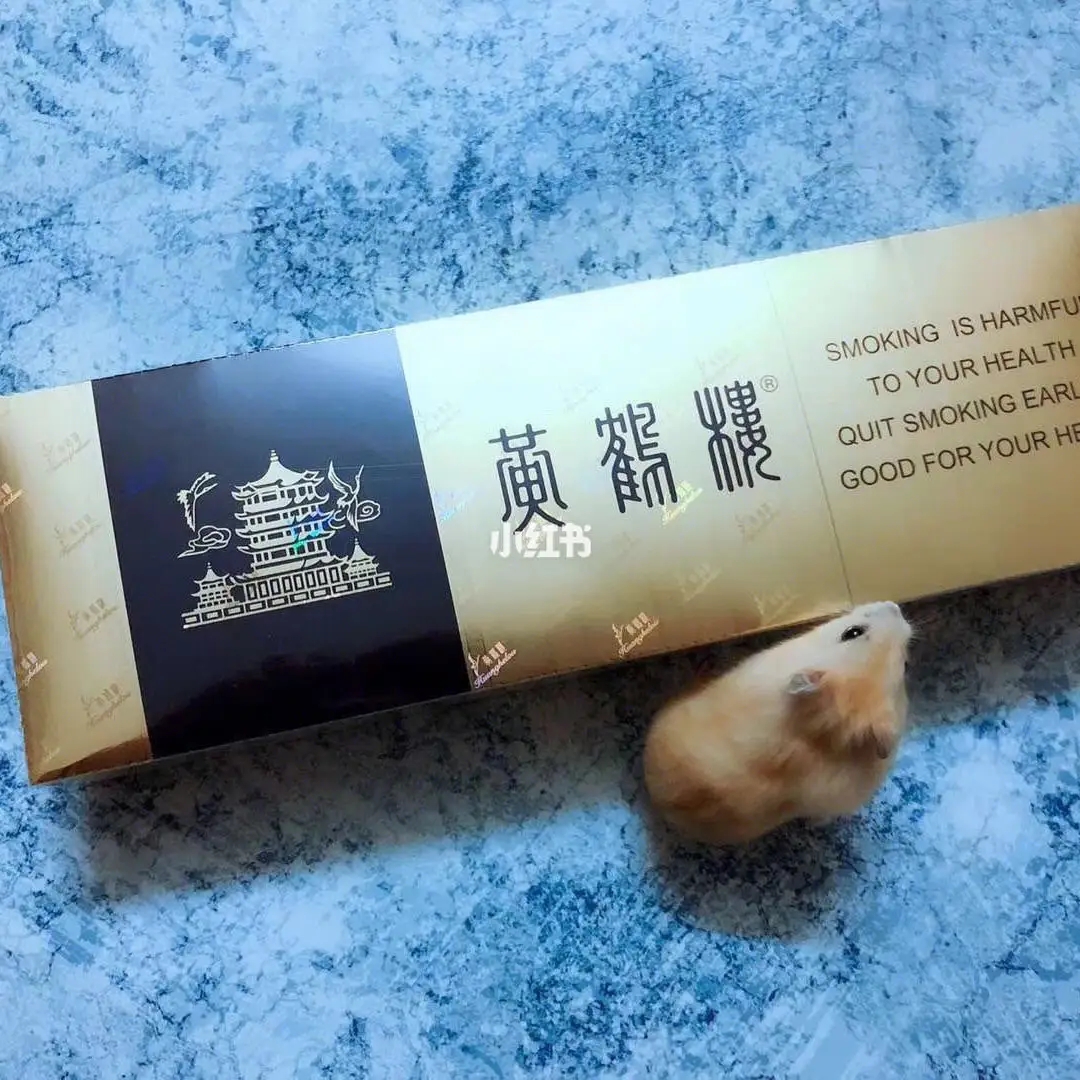 黄鶴樓®
小红书
SMOKING IS HARMFU
TO YOUR HEALTH
QUIT SMOKING EARL
GOOD FOR YOUR HE